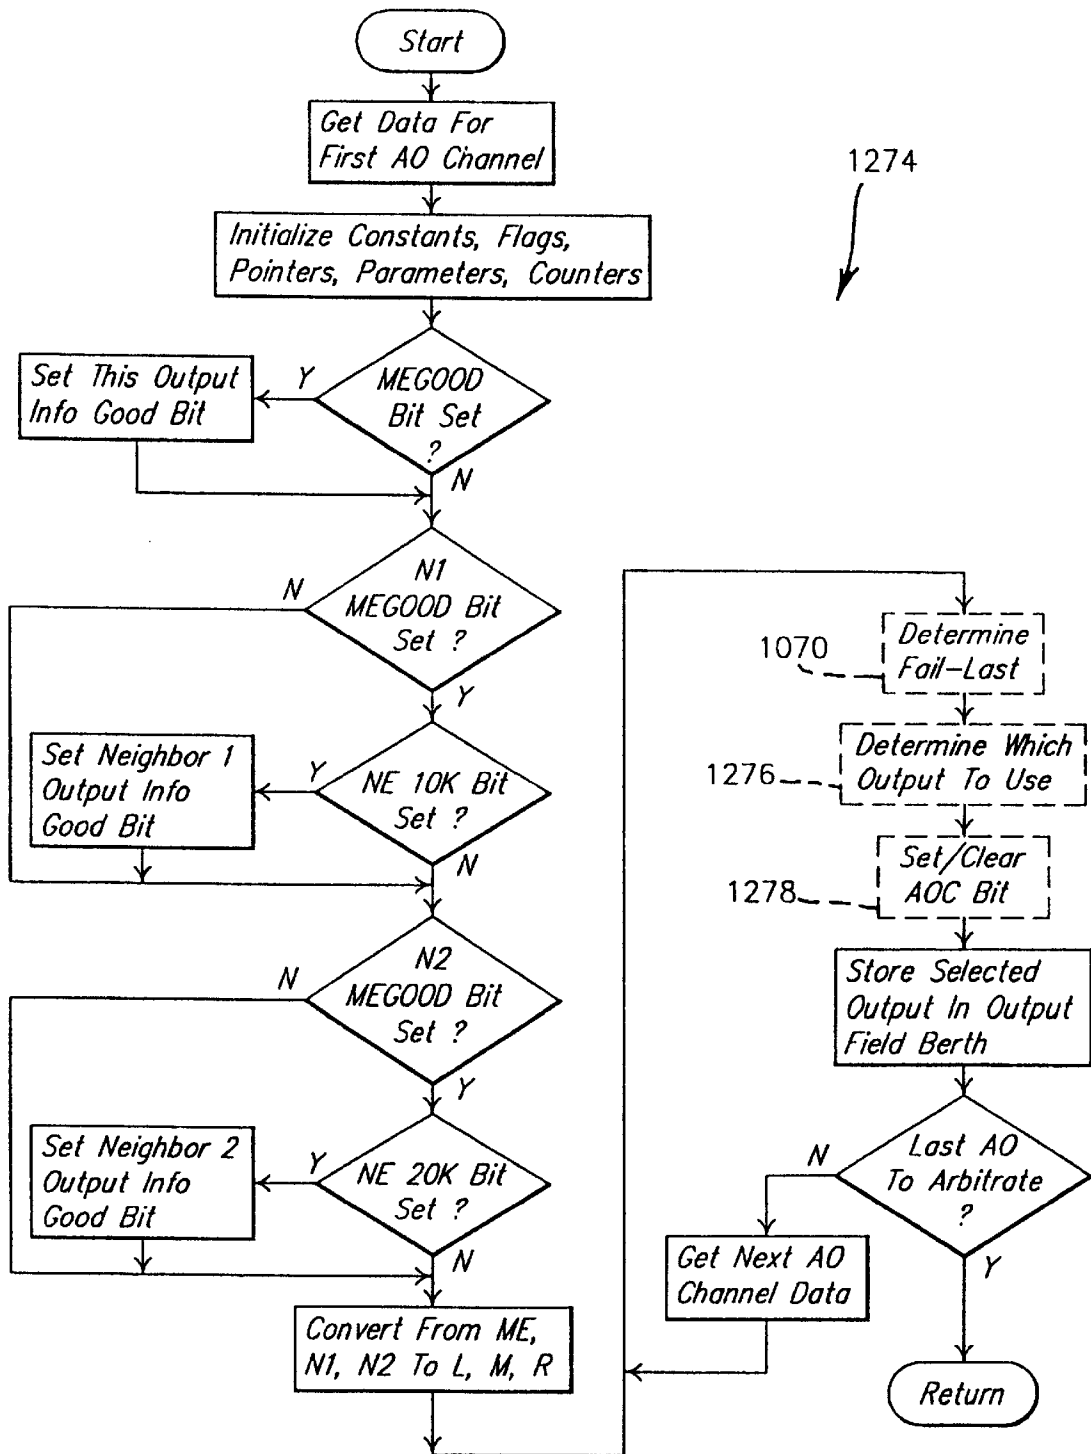 Start
Get Data For
First AO Channel
1274
Initialize Constants, Flags,
Pointers, Parameters, Counters
MEGOOD
Bit Set
?
Y
N
Set This Output
Info Good Bit
N1
MEGOOD Bit
Set ?
N
Y
NE 10K Bit
Set ?
Y
N
Set Neighbor 1
Output Info
Good Bit
N2
MEGOOD Bit
Set ?
N
Y
NE 20K Bit
Set ?
Y
N
Set Neighbor 2
Output Info
Good Bit
Convert From ME,
N1, N2 To L, M, R
1070
Determine
Fail-Last
1276
Determine Which
Output To Use
1278
Set/Clear
AOC Bit
Store Selected
Output In Output
Field Berth
Last AO
To Arbitrate
?
N
Y
Get Next AO
Channel Data
Return